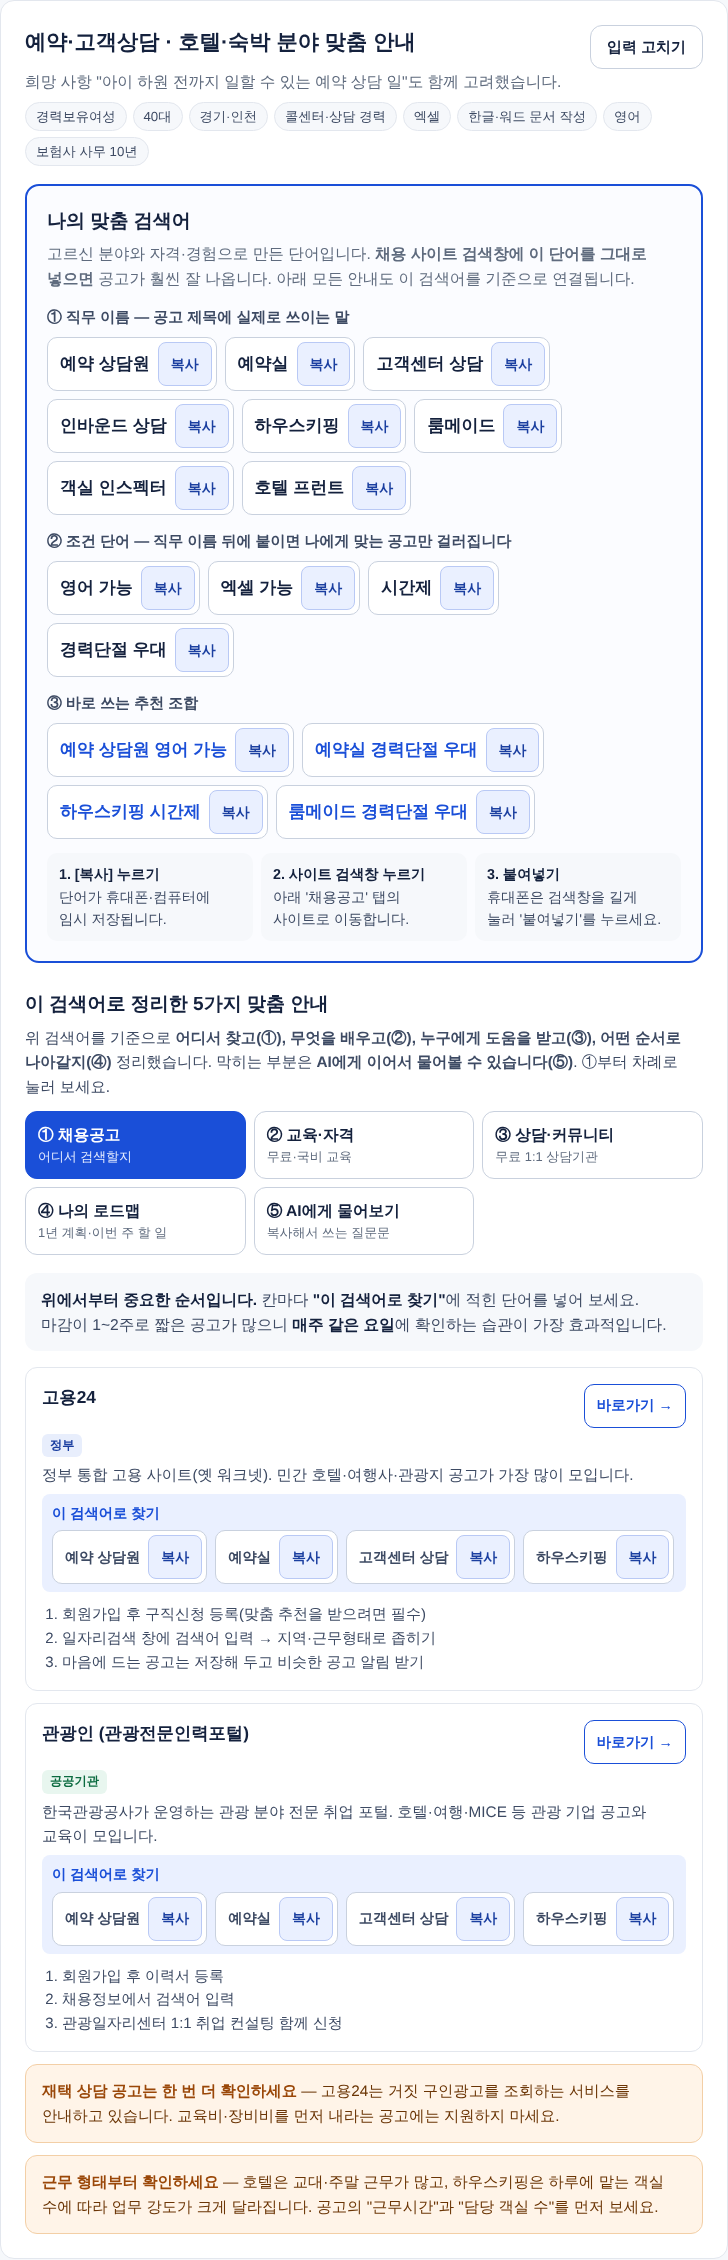 예약·고객상담 · 호텔·숙박 분야 맞춤 안내
입력 고치기
희망 사항 "아이 하원 전까지 일할 수 있는 예약 상담 일"도 함께 고려했습니다.
경력보유여성 40대 경기·인천 콜센터·상담 경력 엑셀 한글·워드 문서 작성 영어
보험사 사무 10년
나의 맞춤 검색어
고르신 분야와 자격·경험으로 만든 단어입니다. 채용 사이트 검색창에 이 단어를 그대로
넣으면 공고가 훨씬 잘 나옵니다. 아래 모든 안내도 이 검색어를 기준으로 연결됩니다.
① 직무 이름 — 공고 제목에 실제로 쓰이는 말
예약 상담원 복사 예약실 복사 고객센터 상담 복사
인바운드 상담 복사 하우스키핑 복사 룸메이드 복사
객실 인스펙터 복사 호텔 프런트 복사
② 조건 단어 — 직무 이름 뒤에 붙이면 나에게 맞는 공고만 걸러집니다
영어 가능 복사 엑셀 가능 복사 시간제 복사
경력단절 우대 복사
③ 바로 쓰는 추천 조합
예약 상담원 영어 가능 복사 예약실 경력단절 우대 복사
하우스키핑 시간제 복사 룸메이드 경력단절 우대 복사
1. [복사] 누르기
단어가 휴대폰·컴퓨터에
임시 저장됩니다.
2. 사이트 검색창 누르기
아래 '채용공고' 탭의
사이트로 이동합니다.
3. 붙여넣기
휴대폰은 검색창을 길게
눌러 '붙여넣기'를 누르세요.
이 검색어로 정리한 5가지 맞춤 안내
위 검색어를 기준으로 어디서 찾고(①), 무엇을 배우고(②), 누구에게 도움을 받고(③), 어떤 순서로
나아갈지(④) 정리했습니다. 막히는 부분은 AI에게 이어서 물어볼 수 있습니다(⑤). ①부터 차례로
눌러 보세요.
① 채용공고
어디서 검색할지
② 교육·자격
무료·국비 교육
③ 상담·커뮤니티
무료 1:1 상담기관
④ 나의 로드맵
1년 계획·이번 주 할 일
⑤ AI에게 물어보기
복사해서 쓰는 질문문
위에서부터 중요한 순서입니다. 칸마다 "이 검색어로 찾기"에 적힌 단어를 넣어 보세요.
마감이 1~2주로 짧은 공고가 많으니 매주 같은 요일에 확인하는 습관이 가장 효과적입니다.
고용24
바로가기 →
정부
정부 통합 고용 사이트(옛 워크넷). 민간 호텔·여행사·관광지 공고가 가장 많이 모입니다.
이 검색어로 찾기
예약 상담원 복사 예약실 복사 고객센터 상담 복사 하우스키핑 복사
1. 회원가입 후 구직신청 등록(맞춤 추천을 받으려면 필수)
2. 일자리검색 창에 검색어 입력 → 지역·근무형태로 좁히기
3. 마음에 드는 공고는 저장해 두고 비슷한 공고 알림 받기
관광인 (관광전문인력포털)
바로가기 →
공공기관
한국관광공사가 운영하는 관광 분야 전문 취업 포털. 호텔·여행·MICE 등 관광 기업 공고와
교육이 모입니다.
이 검색어로 찾기
예약 상담원 복사 예약실 복사 고객센터 상담 복사 하우스키핑 복사
1. 회원가입 후 이력서 등록
2. 채용정보에서 검색어 입력
3. 관광일자리센터 1:1 취업 컨설팅 함께 신청
재택 상담 공고는 한 번 더 확인하세요 — 고용24는 거짓 구인광고를 조회하는 서비스를
안내하고 있습니다. 교육비·장비비를 먼저 내라는 공고에는 지원하지 마세요.
근무 형태부터 확인하세요 — 호텔은 교대·주말 근무가 많고, 하우스키핑은 하루에 맡는 객실
수에 따라 업무 강도가 크게 달라집니다. 공고의 "근무시간"과 "담당 객실 수"를 먼저 보세요.